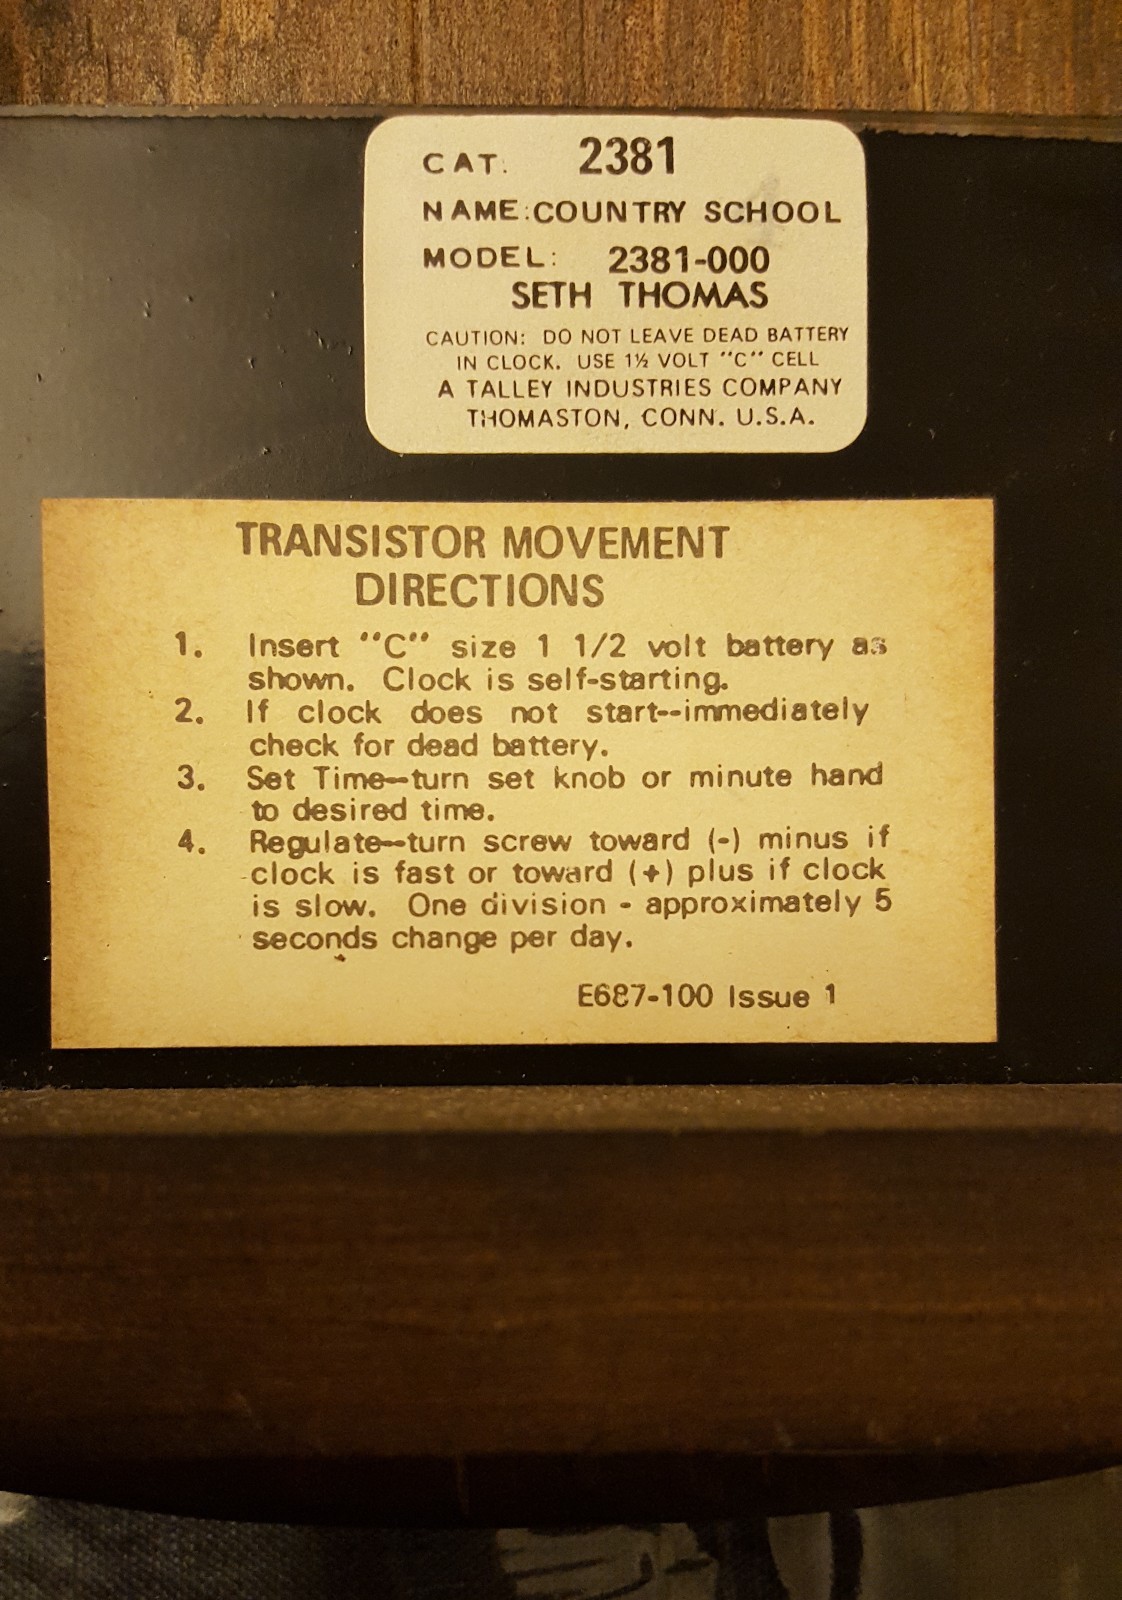 CAT. 2381
NAME: COUNTRY SCHOOL
MODEL: 2381-000
SETH THOMAS
CAUTION: DO NOT LEAVE DEAD BATTERY
IN CLOCK. USE 1½ VOLT "C" CELL
A TALLEY INDUSTRIES COMPANY
THOMASTON, CONN. U.S.A.
TRANSISTOR MOVEMENT
DIRECTIONS
1. Insert "C" size 1 1/2 volt battery as
shown. Clock is self-starting.
2. If clock does not start--immediately
check for dead battery.
3. Set Time--turn set knob or minute hand
to desired time.
4. Regulate--turn screw toward (-) minus if
clock is fast or toward (+) plus if clock
is slow. One division - approximately 5
seconds change per day.
E687-100 Issue 1